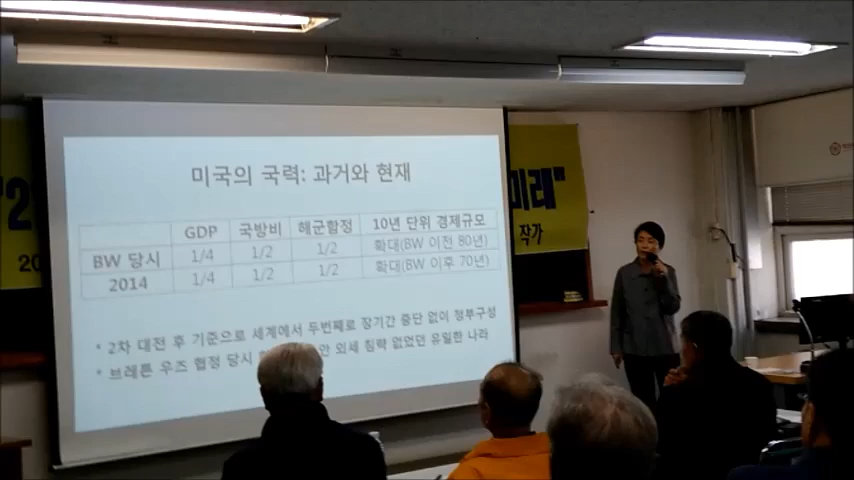 미국의 국력: 과거와 현재
GDP 국방비 해군함정 10년 단위 경제규모
BW 당시 1/4 1/2 1/2 확대(BW 이전 80년)
2014 1/4 1/2 1/2 확대(BW 이후 70년)
* 2차 대전 후 기준으로 세계에서 두번째로 장기간 중단 없이 정부구성
* 브레튼 우즈 협정 당시 외세 침략 없었던 유일한 나라
"2
미래"
20
작가